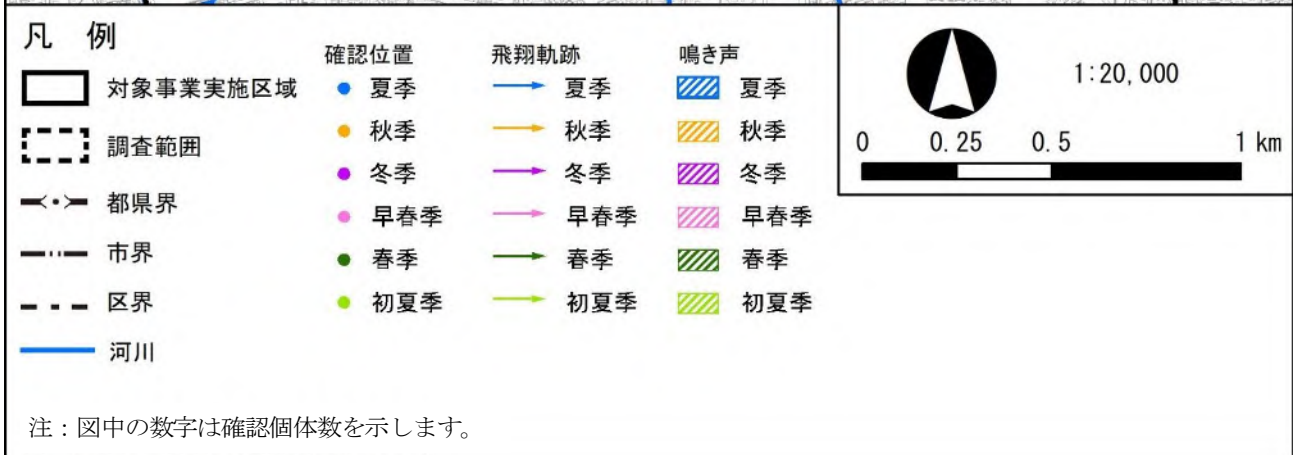 凡 例
対象事業実施区域
調査範囲
都県界
市界
区界
河川
確認位置
夏季
秋季
冬季
早春季
春季
初夏季
飛翔軌跡
夏季
秋季
冬季
早春季
春季
初夏季
鳴き声
夏季
秋季
冬季
早春季
春季
初夏季
1:20,000
0 0.25 0.5 1 km
注：図中の数字は確認個体数を示します。